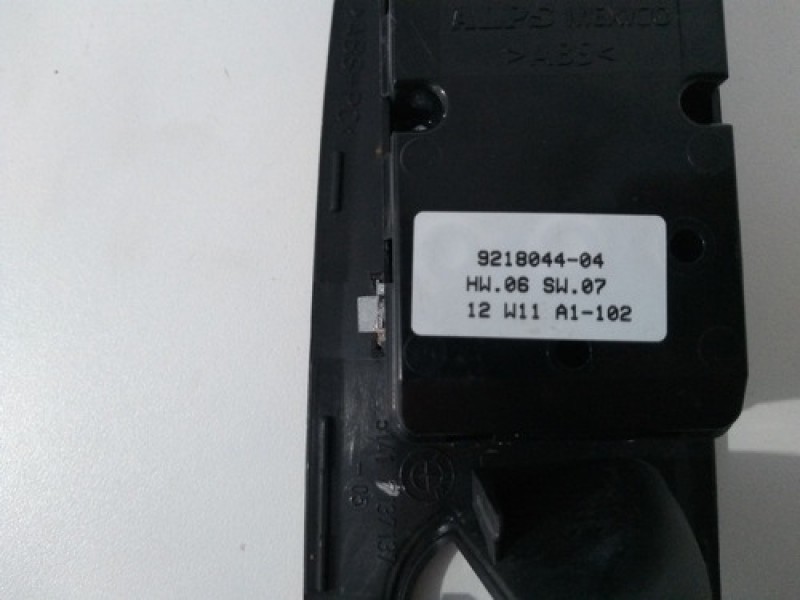 ALPS MEXICO
>ABS<
9218044-04
HW.06 SW.07
12 W11 A1-102